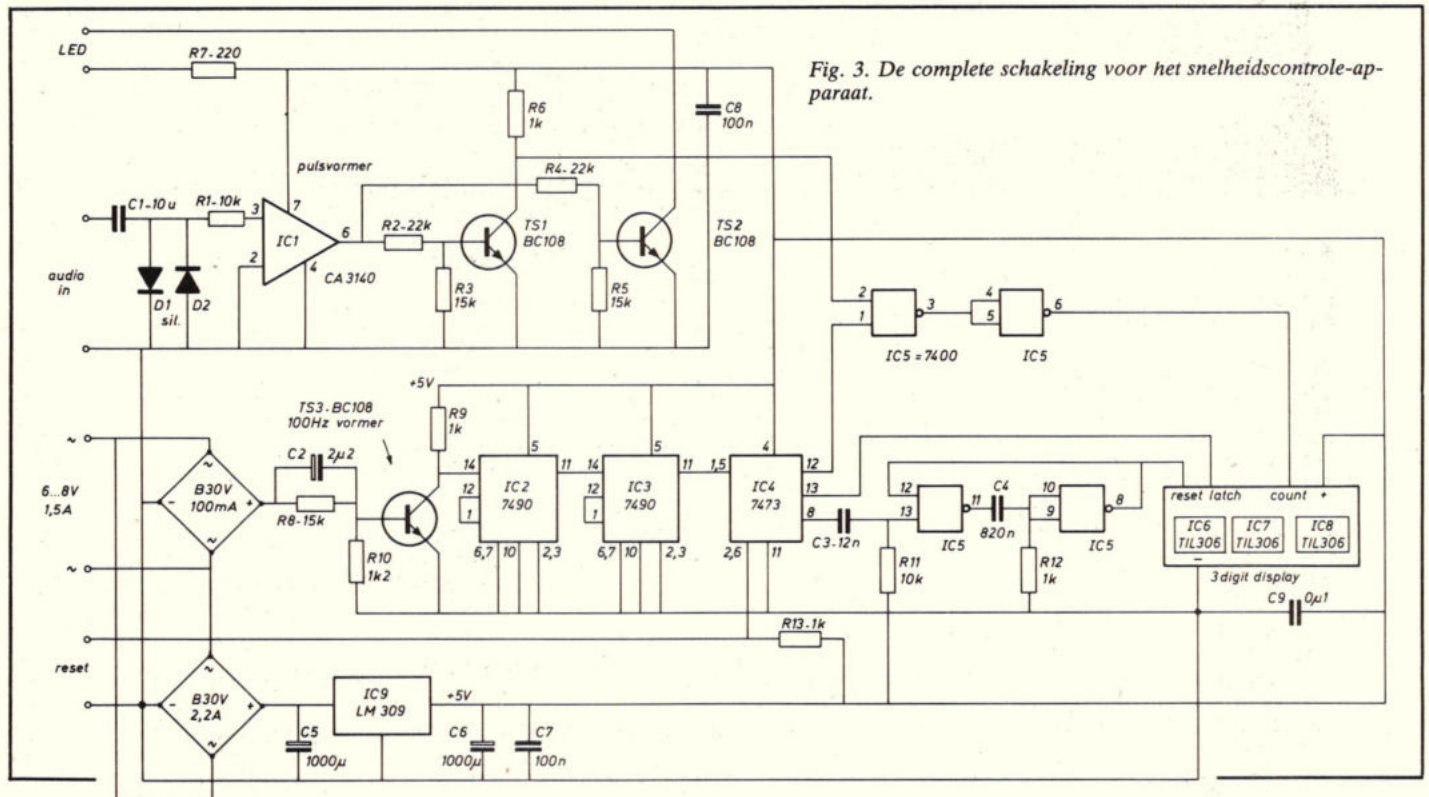 LED
R7-220
Fig. 3. De complete schakeling voor het snelheidscontrole-ap-
paraat.
R6
1k
C8
100n
pulsvormer
R4-22k
C1-10u
R1-10k
3
7
IC1
6
R2-22k
TS1
BC108
TS2
BC108
2
4
CA 3140
audio
in
D1
D2
sil.
R3
15k
R5
15k
2
1
3
4
5
6
IC5 = 7400
IC5
+5V
TS3-BC108
100Hz vormer
R9
1k
5
5
4
~
C2
2µ2
14
11
14
11
1,5
12
~
IC2
7490
IC3
7490
IC4
7473
13
12
C4
10
8
reset latch
count +
6...8V
1,5A
-
B30V
100mA
+
12
12
8
13
11
9
R8-15k
1
1
C3-12n
IC5
820n
IC5
IC6
TIL306
IC7
TIL306
IC8
TIL306
~
R10
1k2
6,7
10
2,3
6,7
10
2,3
2,6
11
R11
10k
R12
1k
-
3 digit display
~
C9
0µ1
R13-1k
reset
~
-
B30V
2,2A
+
IC9
LM 309
+5V
C5
1000µ
C6
1000µ
C7
100n
~